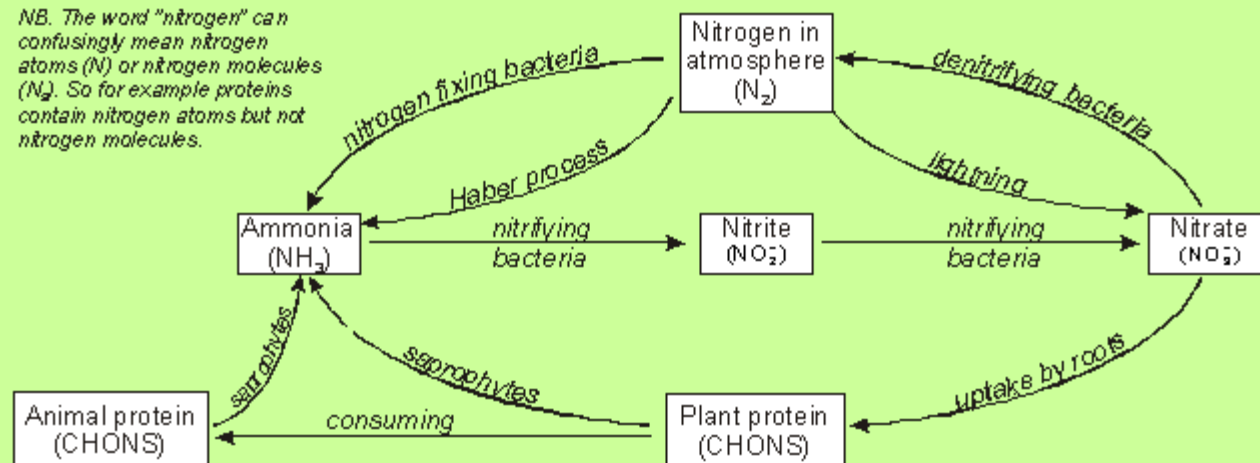 NB. The word "nitrogen" can
confusingly mean nitrogen
atoms (N) or nitrogen molecules
(N₂). So for example proteins
contain nitrogen atoms but not
nitrogen molecules.
Nitrogen in
atmosphere
(N₂)
nitrogen fixing bacteria
denitrifying bacteria
Haber process
lightning
Ammonia
(NH₃)
nitrifying
bacteria
Nitrite
(NO₂⁻)
nitrifying
bacteria
Nitrate
(NO₃⁻)
saprophytes
saprophytes
uptake by roots
Animal protein
(CHONS)
consuming
Plant protein
(CHONS)